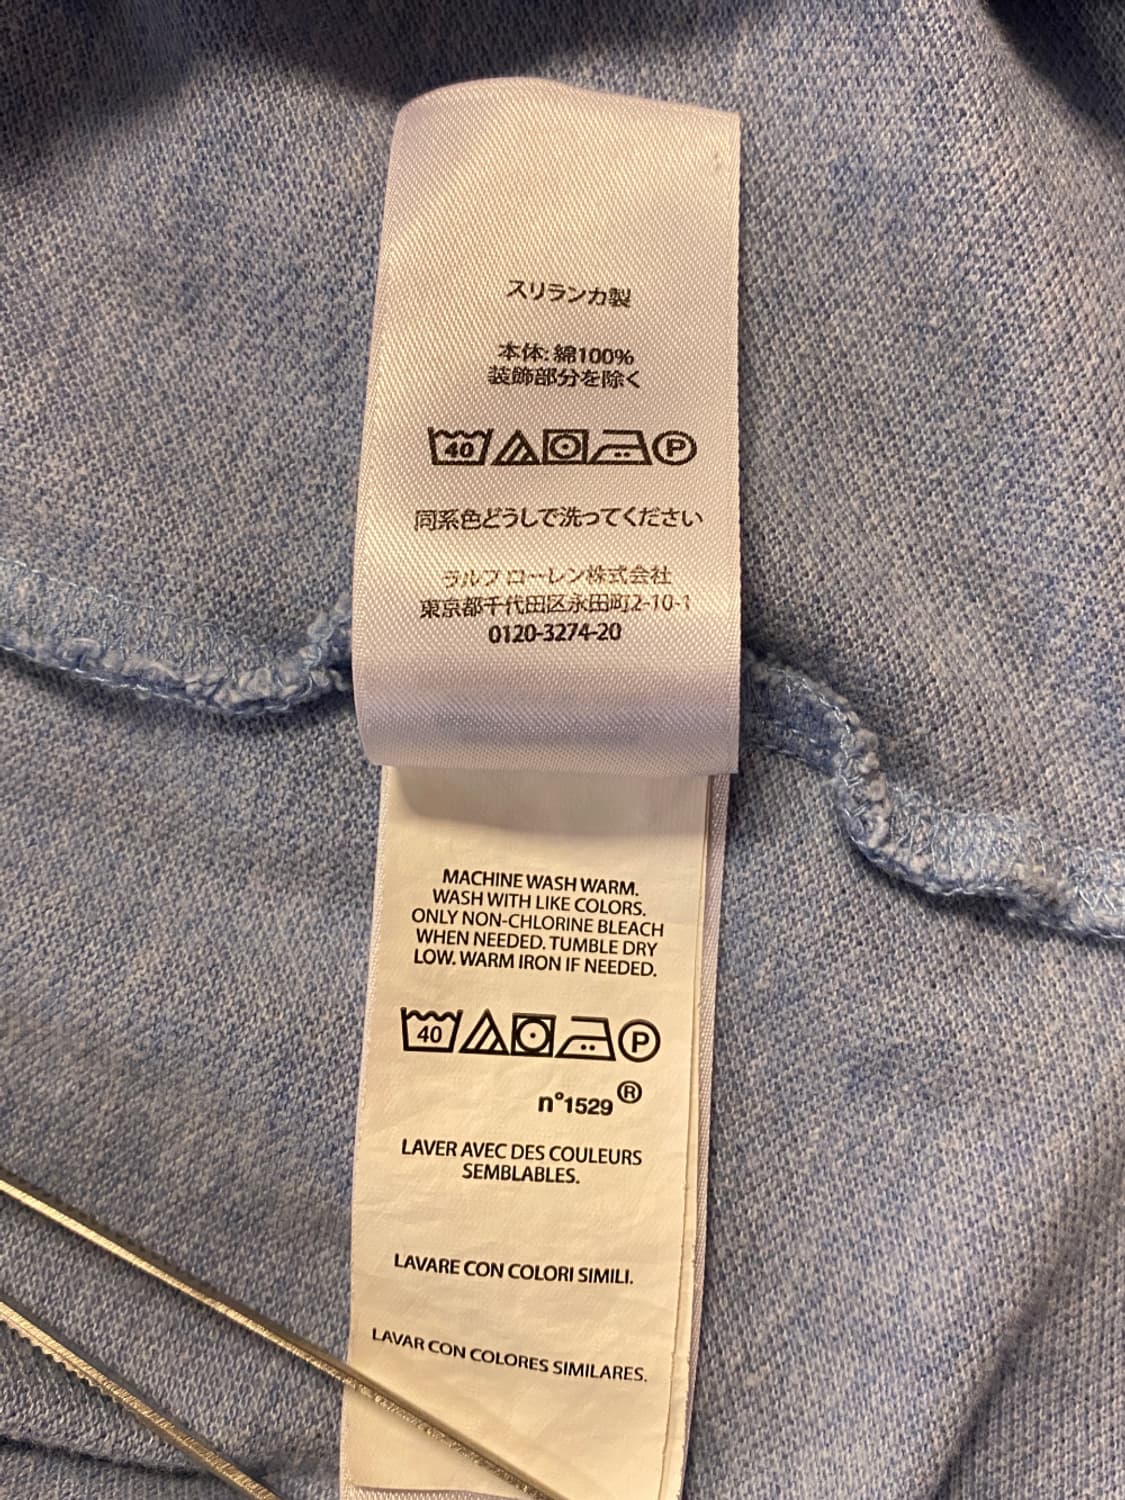 スリランカ製
本体: 綿100%
装飾部分を除く
40 P
同系色どうしで洗ってください
ラルフ ローレン株式会社
東京都千代田区永田町2-10-1
0120-3274-20
MACHINE WASH WARM.
WASH WITH LIKE COLORS.
ONLY NON-CHLORINE BLEACH
WHEN NEEDED. TUMBLE DRY
LOW. WARM IRON IF NEEDED.
40 P
n°1529®
LAVER AVEC DES COULEURS
SEMBLABLES.
LAVARE CON COLORI SIMILI.
LAVAR CON COLORES SIMILARES.